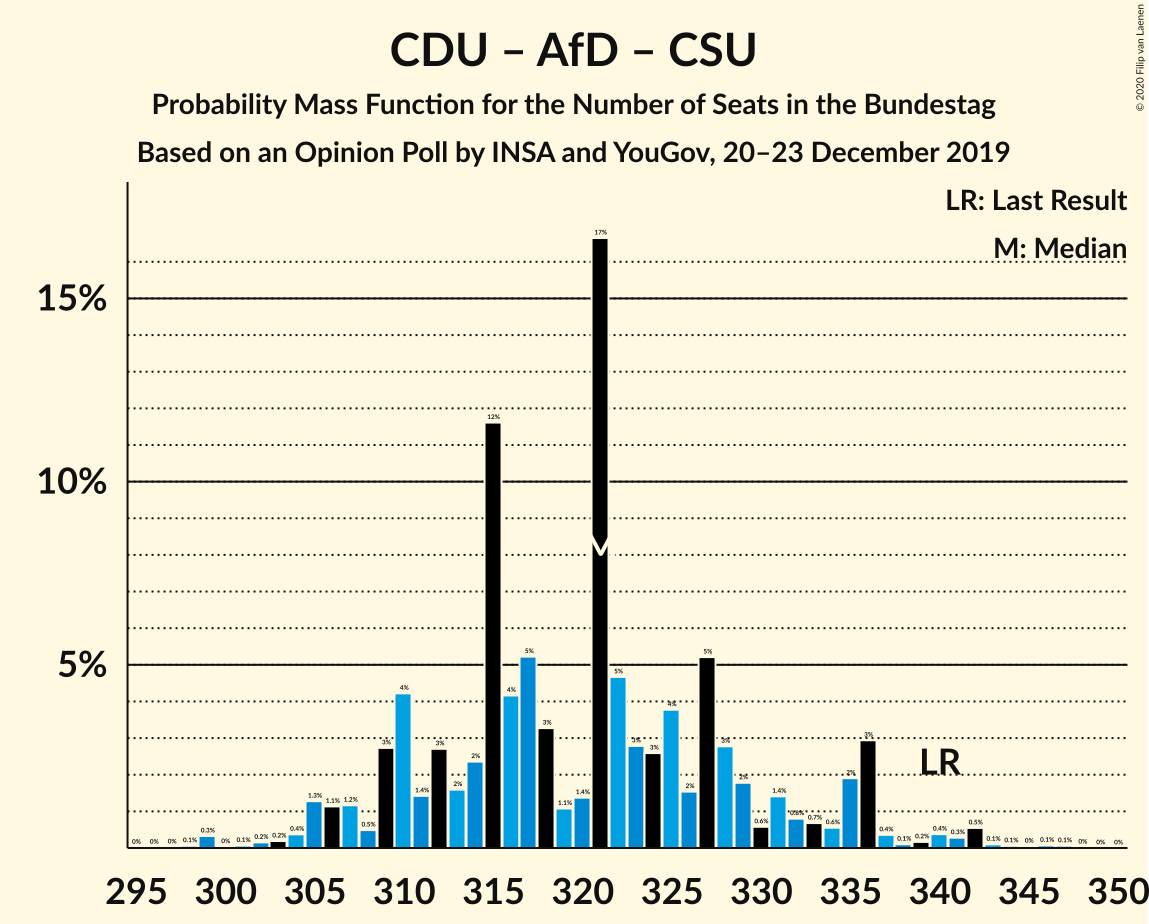 CDU – AfD – CSU
Probability Mass Function for the Number of Seats in the Bundestag
Based on an Opinion Poll by INSA and YouGov, 20–23 December 2019
© 2020 Filip van Laenen
LR: Last Result
M: Median
15%
10%
5%
0% 0% 0% 0.1% 0.3% 0% 0.1% 0.2% 0.2% 0.4% 1.3% 1.1% 1.2% 0.5% 3% 4% 1.4% 3% 2% 2% 12% 4% 5% 3% 1.1% 1.4% 17% 5% 3% 3% 4% 2% 5% 3% 2% 0.6% 1.4% 0.8% 0.7% 0.6% 2% 3% 0.4% 0.1% 0.2% 0.4% 0.3% 0.5% 0.1% 0.1% 0% 0.1% 0.1% 0% 0% 0%
LR
295 300 305 310 315 320 325 330 335 340 345 350